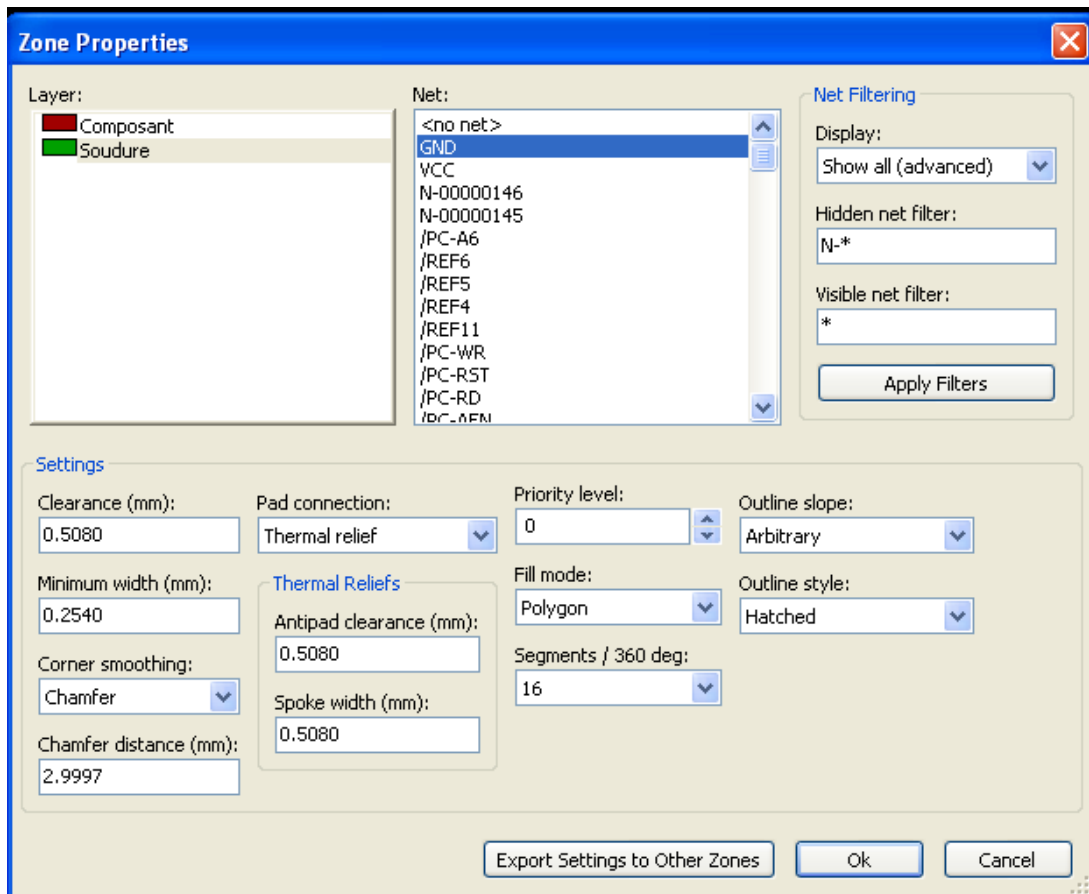 Zone Properties
Layer:
Composant
Soudure
Net:
<no net>
GND
VCC
N-00000146
N-00000145
/PC-A6
/REF6
/REF5
/REF4
/REF11
/PC-WR
/PC-RST
/PC-RD
/PC-AEN
Net Filtering
Display:
Show all (advanced)
Hidden net filter:
N-*
Visible net filter:
*
Apply Filters
Settings
Clearance (mm):
0.5080
Minimum width (mm):
0.2540
Corner smoothing:
Chamfer
Chamfer distance (mm):
2.9997
Pad connection:
Thermal relief
Thermal Reliefs
Antipad clearance (mm):
0.5080
Spoke width (mm):
0.5080
Priority level:
0
Fill mode:
Polygon
Segments / 360 deg:
16
Outline slope:
Arbitrary
Outline style:
Hatched
Export Settings to Other Zones
Ok
Cancel